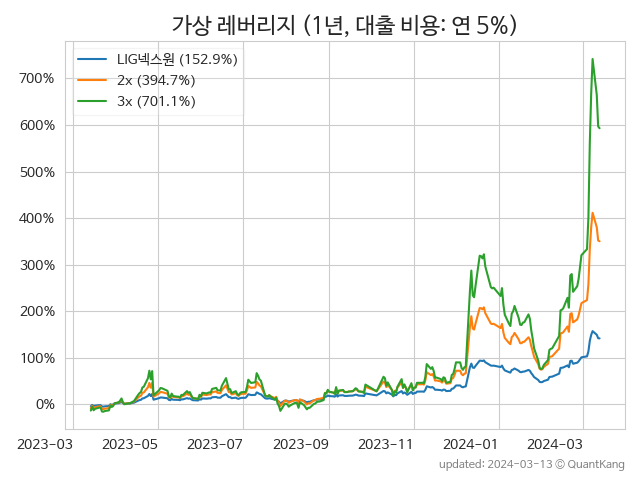 가상 레버리지 (1년, 대출 비용: 연 5%)
LIG넥스원 (152.9%)
2x (394.7%)
3x (701.1%)
700%
600%
500%
400%
300%
200%
100%
0%
2023-03 2023-05 2023-07 2023-09 2023-11 2024-01 2024-03
updated: 2024-03-13 © QuantKang